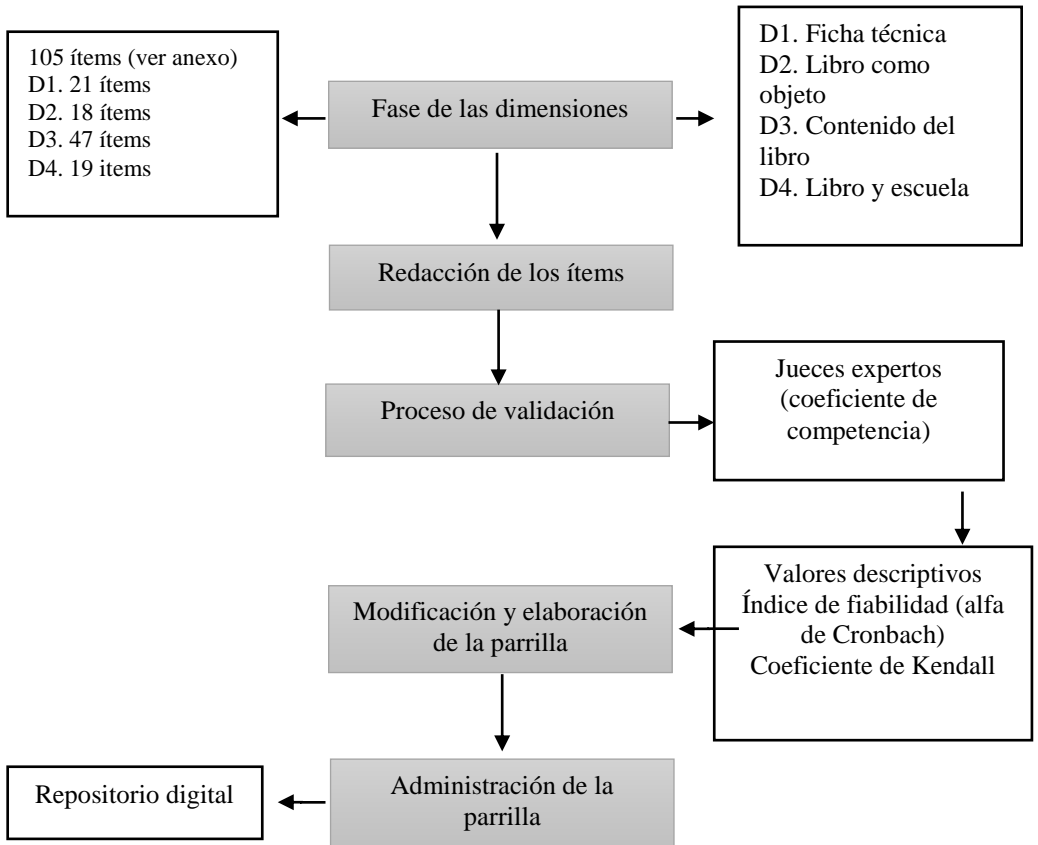 105 ítems (ver anexo)
D1. 21 ítems
D2. 18 ítems
D3. 47 ítems
D4. 19 items
Fase de las dimensiones
D1. Ficha técnica
D2. Libro como
objeto
D3. Contenido del
libro
D4. Libro y escuela
Redacción de los ítems
Proceso de validación
Jueces expertos
(coeficiente de
competencia)
Valores descriptivos
Índice de fiabilidad (alfa
de Cronbach)
Coeficiente de Kendall
Modificación y elaboración
de la parrilla
Administración de la
parrilla
Repositorio digital